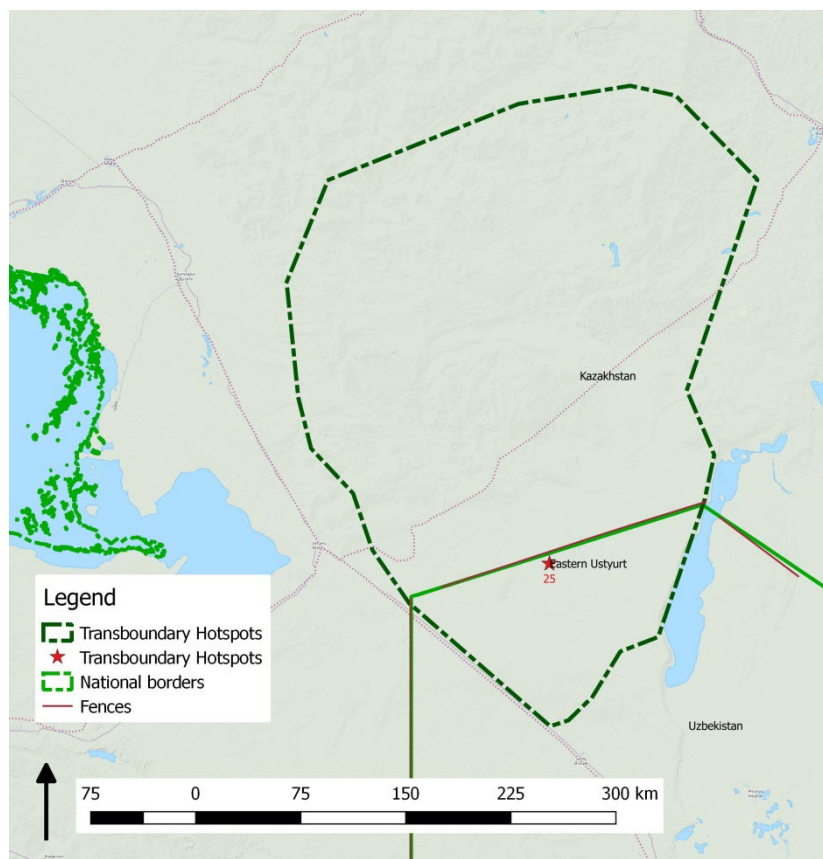 Kazakhstan
Eastern Ustyurt
25
Legend
Transboundary Hotspots
Transboundary Hotspots
National borders
Fences
Uzbekistan
75 0 75 150 225 300 km